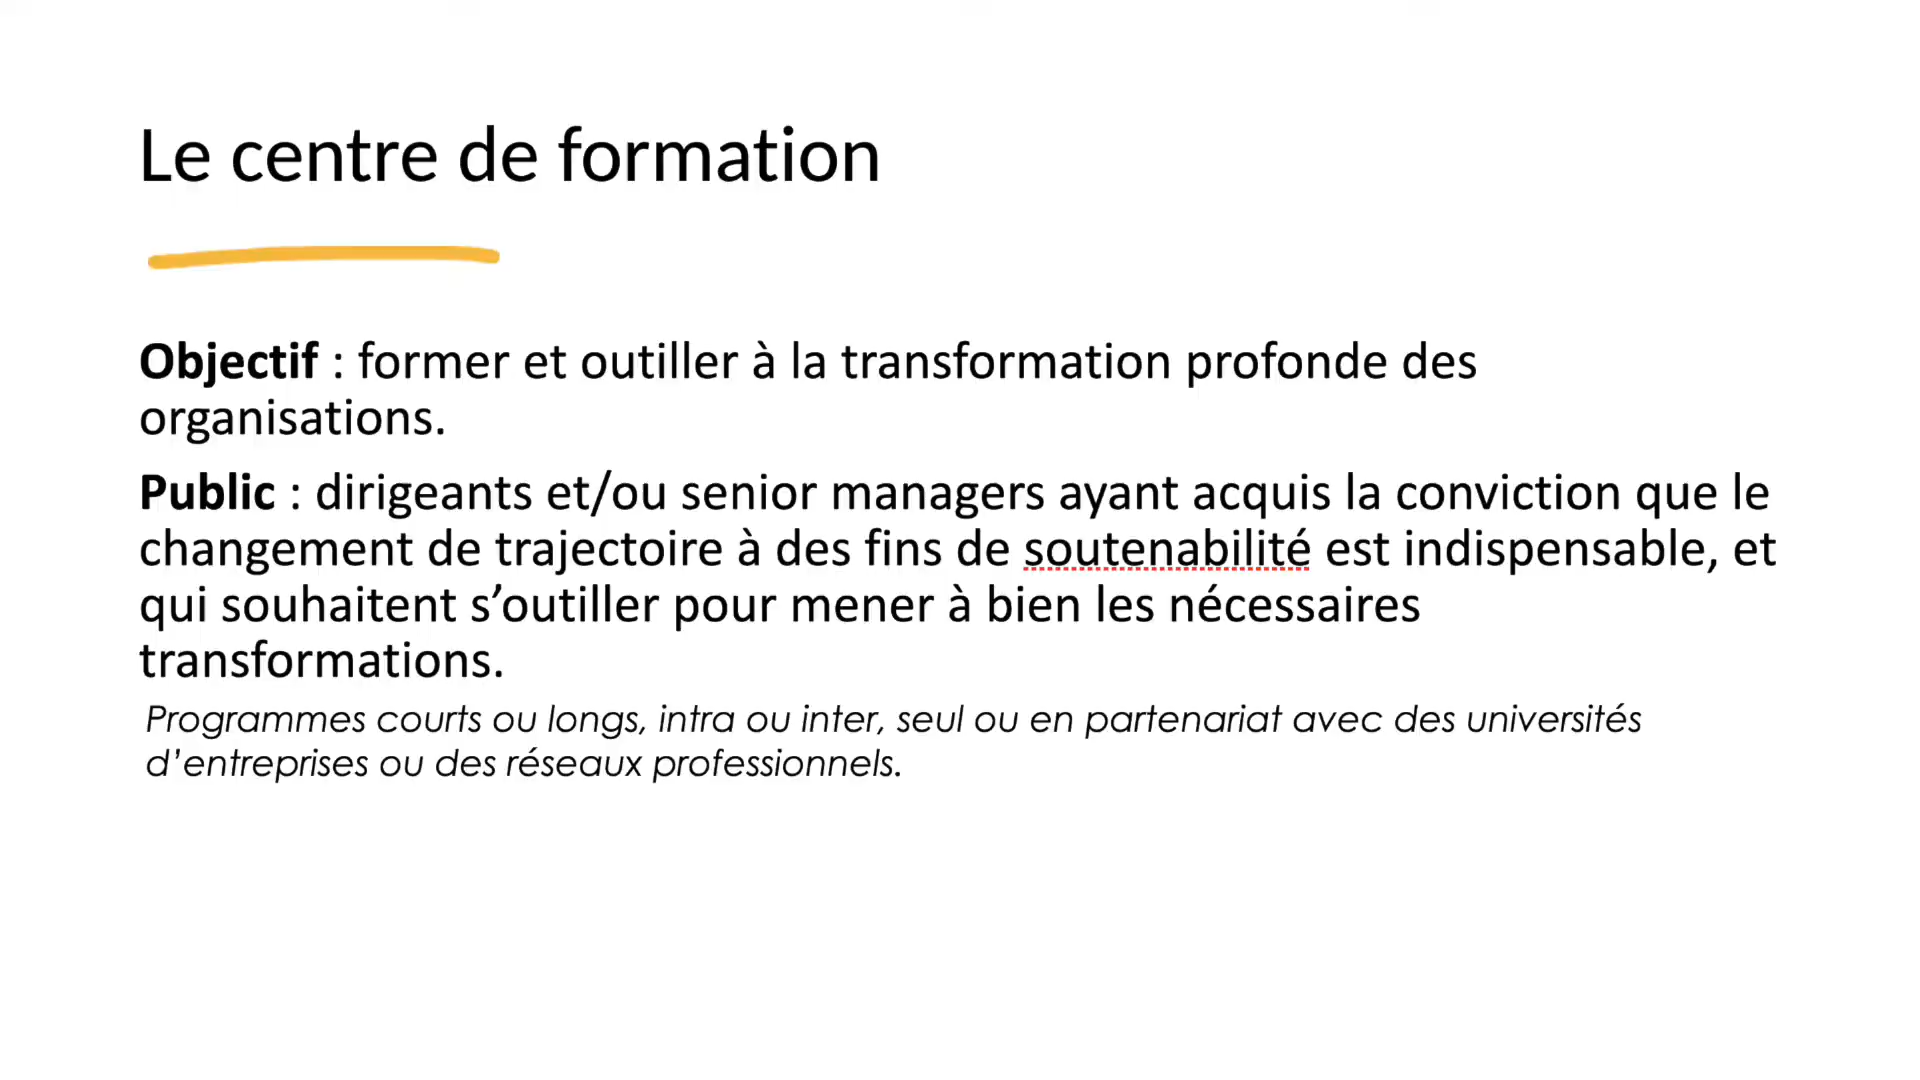 Le centre de formation
Objectif : former et outiller à la transformation profonde des
organisations.
Public : dirigeants et/ou senior managers ayant acquis la conviction que le
changement de trajectoire à des fins de soutenabilité est indispensable, et
qui souhaitent s’outiller pour mener à bien les nécessaires
transformations.
Programmes courts ou longs, intra ou inter, seul ou en partenariat avec des universités
d’entreprises ou des réseaux professionnels.